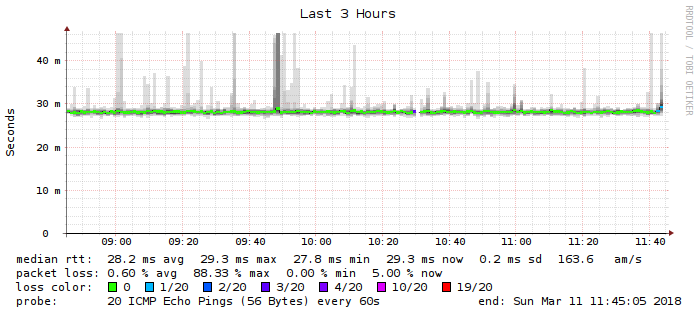 Last 3 Hours
RRDTOOL / TOBI OETIKER
Seconds
40 m
30 m
20 m
10 m
0
09:00 09:20 09:40 10:00 10:20 10:40 11:00 11:20 11:40
median rtt: 28.2 ms avg 29.3 ms max 27.8 ms min 29.3 ms now 0.2 ms sd 163.6 am/s
packet loss: 0.60 % avg 88.33 % max 0.00 % min 5.00 % now
loss color: 0 1/20 2/20 3/20 4/20 10/20 19/20
probe: 20 ICMP Echo Pings (56 Bytes) every 60s end: Sun Mar 11 11:45:05 2018